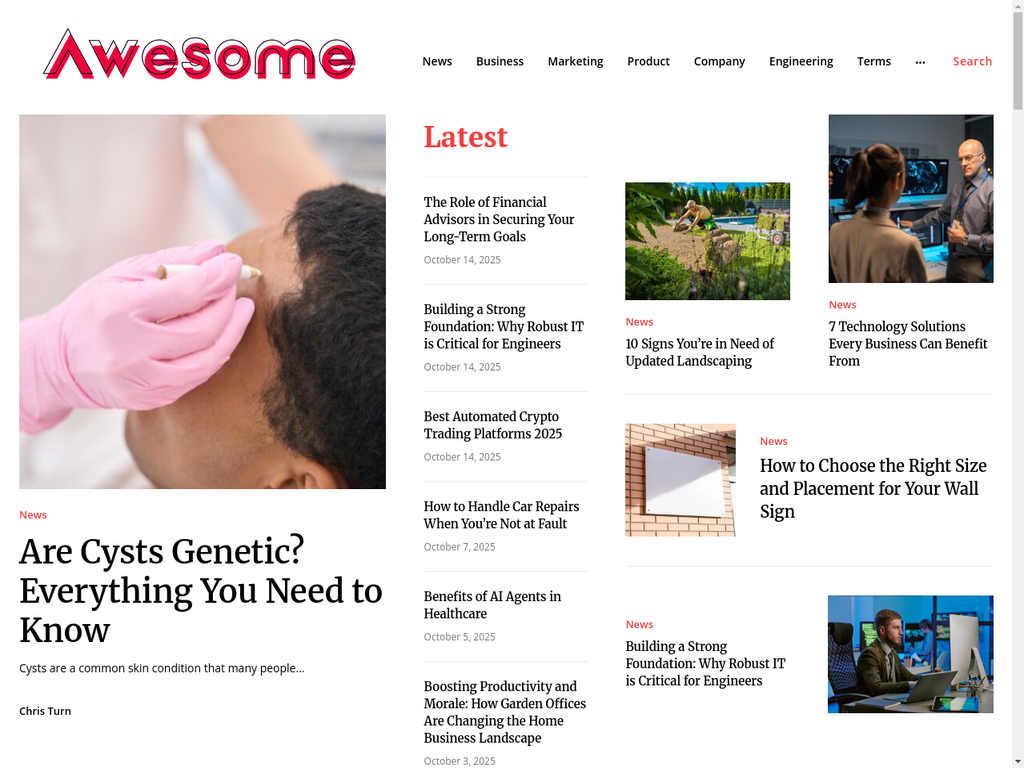 Awesome
News Business Marketing Product Company Engineering Terms ··· Search
News
Are Cysts Genetic?
Everything You Need to
Know
Cysts are a common skin condition that many people...
Chris Turn
Latest
The Role of Financial
Advisors in Securing Your
Long-Term Goals
October 14, 2025
Building a Strong
Foundation: Why Robust IT
is Critical for Engineers
October 14, 2025
Best Automated Crypto
Trading Platforms 2025
October 14, 2025
How to Handle Car Repairs
When You’re Not at Fault
October 7, 2025
Benefits of AI Agents in
Healthcare
October 5, 2025
Boosting Productivity and
Morale: How Garden Offices
Are Changing the Home
Business Landscape
October 3, 2025
News
10 Signs You’re in Need of
Updated Landscaping
News
7 Technology Solutions
Every Business Can Benefit
From
News
How to Choose the Right Size
and Placement for Your Wall
Sign
News
Building a Strong
Foundation: Why Robust IT
is Critical for Engineers